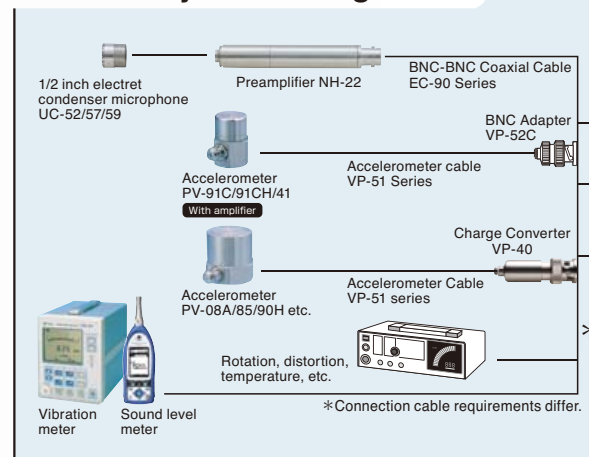 1/2 inch electret
condenser microphone
UC-52/57/59
Preamplifier NH-22
BNC-BNC Coaxial Cable
EC-90 Series
BNC Adapter
VP-52C
Accelerometer cable
VP-51 Series
Accelerometer
PV-91C/91CH/41
With amplifier
Charge Converter
VP-40
Accelerometer Cable
VP-51 series
Accelerometer
PV-08A/85/90H etc.
Rotation, distortion,
temperature, etc.
Vibration
meter
Sound level
meter
*Connection cable requirements differ.